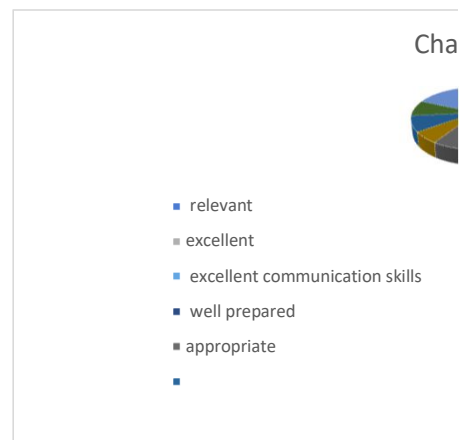 Cha
relevant
excellent
excellent communication skills
well prepared
appropriate